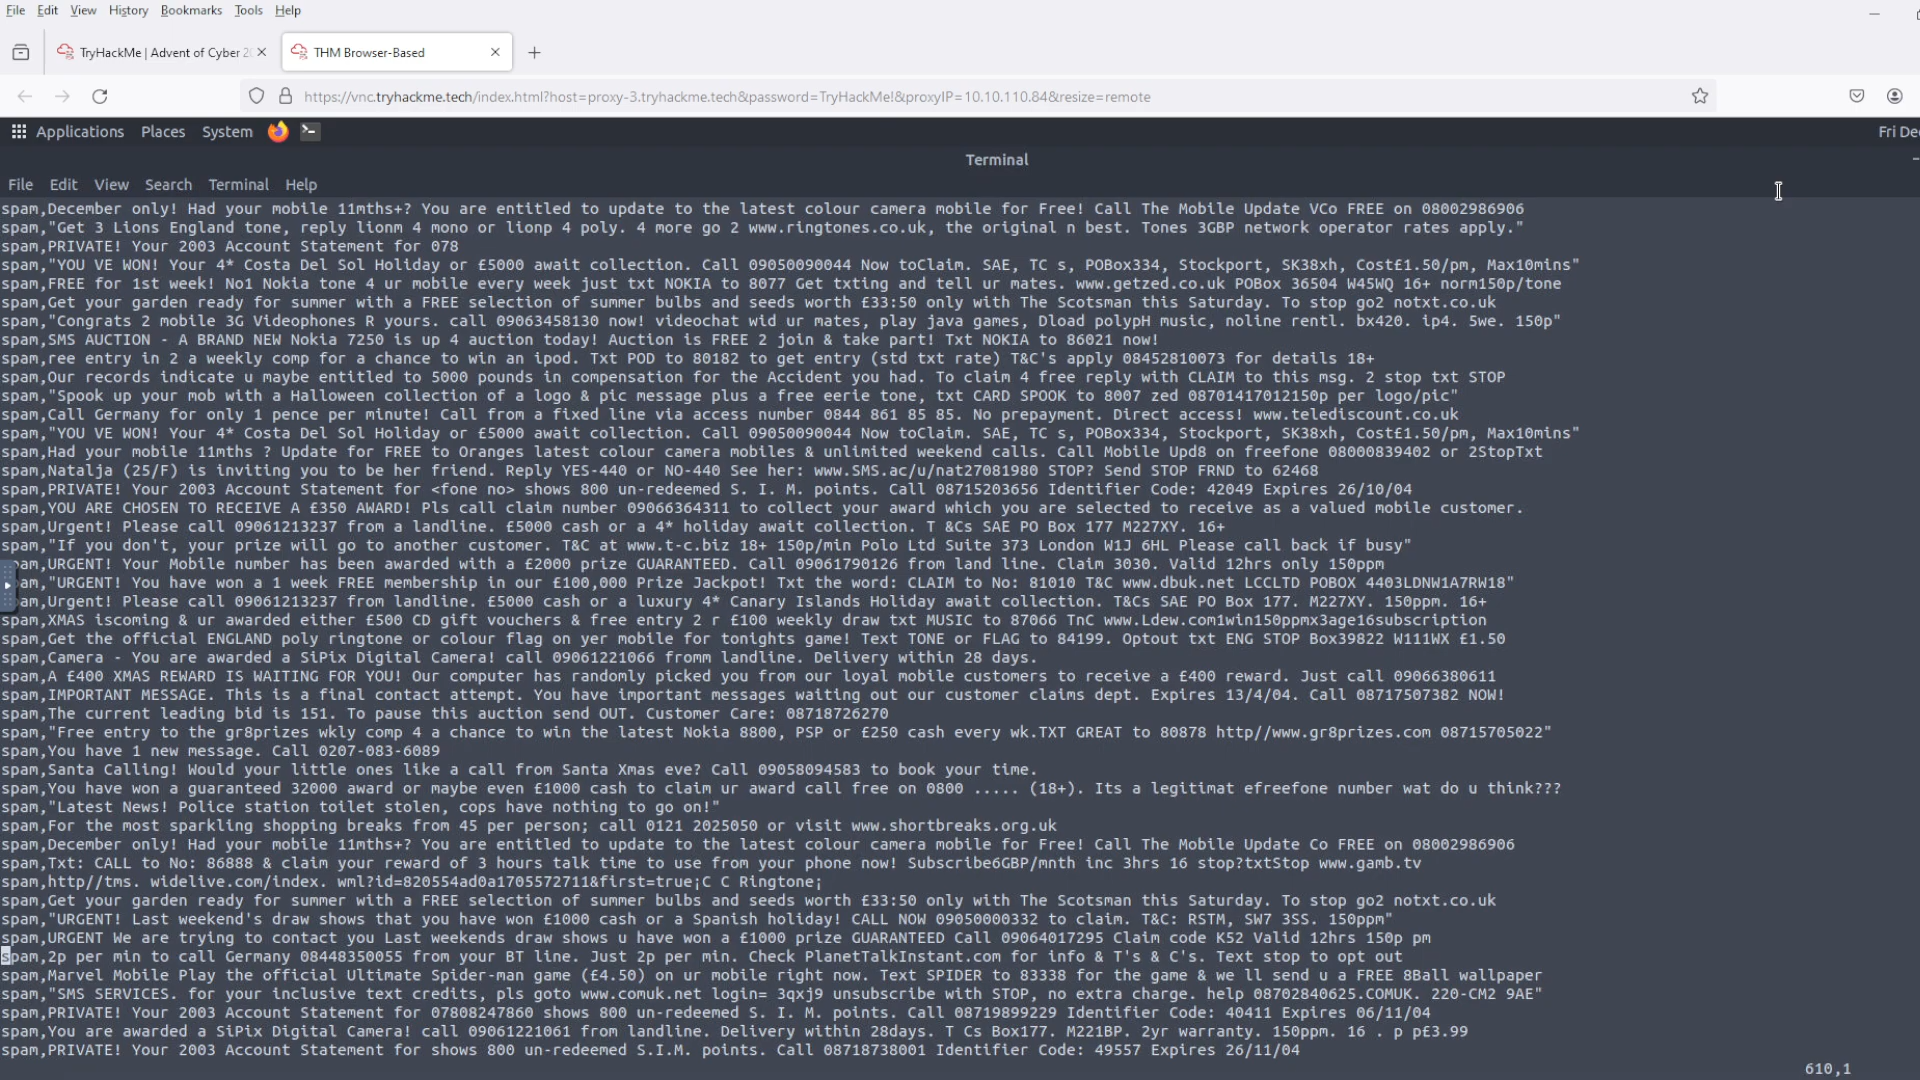 File Edit View History Bookmarks Tools Help
TryHackMe | Advent of Cyber 2
THM Browser-Based
https://vnc.tryhackme.tech/index.html?host=proxy-3.tryhackme.tech&password=TryHackMe!&proxyIP=10.10.110.84&resize=remote
Applications Places System Fri Dec
Terminal
File Edit View Search Terminal Help
spam,December only! Had your mobile 11mths+? You are entitled to update to the latest colour camera mobile for Free! Call The Mobile Update VCo FREE on 08002986906
spam,"Get 3 Lions England tone, reply lionm 4 mono or lionp 4 poly. 4 more go 2 www.ringtones.co.uk, the original n best. Tones 3GBP network operator rates apply."
spam,PRIVATE! Your 2003 Account Statement for 078
spam,"YOU VE WON! Your 4* Costa Del Sol Holiday or £5000 await collection. Call 09050090044 Now toClaim. SAE, TC s, POBox334, Stockport, SK38xh, Cost£1.50/pm, Max10mins"
spam,FREE for 1st week! No1 Nokia tone 4 ur mobile every week just txt NOKIA to 8077 Get txting and tell ur mates. www.getzed.co.uk POBox 36504 W45WQ 16+ norm150p/tone
spam,Get your garden ready for summer with a FREE selection of summer bulbs and seeds worth £33:50 only with The Scotsman this Saturday. To stop go2 notxt.co.uk
spam,"Congrats 2 mobile 3G Videophones R yours. call 09063458130 now! videochat wid ur mates, play java games, Dload polypH music, noline rentl. bx420. ip4. 5we. 150p"
spam,SMS AUCTION - A BRAND NEW Nokia 7250 is up 4 auction today! Auction is FREE 2 join & take part! Txt NOKIA to 86021 now!
spam,ree entry in 2 a weekly comp for a chance to win an ipod. Txt POD to 80182 to get entry (std txt rate) T&C's apply 08452810073 for details 18+
spam,Our records indicate u maybe entitled to 5000 pounds in compensation for the Accident you had. To claim 4 free reply with CLAIM to this msg. 2 stop txt STOP
spam,"Spook up your mob with a Halloween collection of a logo & pic message plus a free eerie tone, txt CARD SPOOK to 8007 zed 08701417012150p per logo/pic"
spam,Call Germany for only 1 pence per minute! Call from a fixed line via access number 0844 861 85 85. No prepayment. Direct access! www.telediscount.co.uk
spam,"YOU VE WON! Your 4* Costa Del Sol Holiday or £5000 await collection. Call 09050090044 Now toClaim. SAE, TC s, POBox334, Stockport, SK38xh, Cost£1.50/pm, Max10mins"
spam,Had your mobile 11mths ? Update for FREE to Oranges latest colour camera mobiles & unlimited weekend calls. Call Mobile Upd8 on freefone 08000839402 or 2StopTxt
spam,Natalja (25/F) is inviting you to be her friend. Reply YES-440 or NO-440 See her: www.SMS.ac/u/nat27081980 STOP? Send STOP FRND to 62468
spam,PRIVATE! Your 2003 Account Statement for <fone no> shows 800 un-redeemed S. I. M. points. Call 08715203656 Identifier Code: 42049 Expires 26/10/04
spam,YOU ARE CHOSEN TO RECEIVE A £350 AWARD! Pls call claim number 09066364311 to collect your award which you are selected to receive as a valued mobile customer.
spam,Urgent! Please call 09061213237 from a landline. £5000 cash or a 4* holiday await collection. T &Cs SAE PO Box 177 M227XY. 16+
spam,"If you don't, your prize will go to another customer. T&C at www.t-c.biz 18+ 150p/min Polo Ltd Suite 373 London W1J 6HL Please call back if busy"
pam,URGENT! Your Mobile number has been awarded with a £2000 prize GUARANTEED. Call 09061790126 from land line. Claim 3030. Valid 12hrs only 150ppm
am,"URGENT! You have won a 1 week FREE membership in our £100,000 Prize Jackpot! Txt the word: CLAIM to No: 81010 T&C www.dbuk.net LCCLTD POBOX 4403LDNW1A7RW18"
am,Urgent! Please call 09061213237 from landline. £5000 cash or a luxury 4* Canary Islands Holiday await collection. T&Cs SAE PO Box 177. M227XY. 150ppm. 16+
spam,XMAS iscoming & ur awarded either £500 CD gift vouchers & free entry 2 r £100 weekly draw txt MUSIC to 87066 TnC www.Ldew.com1win150ppmx3age16subscription
spam,Get the official ENGLAND poly ringtone or colour flag on yer mobile for tonights game! Text TONE or FLAG to 84199. Optout txt ENG STOP Box39822 W111WX £1.50
spam,Camera - You are awarded a SiPix Digital Camera! call 09061221066 fromm landline. Delivery within 28 days.
spam,A £400 XMAS REWARD IS WAITING FOR YOU! Our computer has randomly picked you from our loyal mobile customers to receive a £400 reward. Just call 09066380611
spam,IMPORTANT MESSAGE. This is a final contact attempt. You have important messages waiting out our customer claims dept. Expires 13/4/04. Call 08717507382 NOW!
spam,The current leading bid is 151. To pause this auction send OUT. Customer Care: 08718726270
spam,"Free entry to the gr8prizes wkly comp 4 a chance to win the latest Nokia 8800, PSP or £250 cash every wk.TXT GREAT to 80878 http//www.gr8prizes.com 08715705022"
spam,You have 1 new message. Call 0207-083-6089
spam,Santa Calling! Would your little ones like a call from Santa Xmas eve? Call 09058094583 to book your time.
spam,You have won a guaranteed 32000 award or maybe even £1000 cash to claim ur award call free on 0800 ..... (18+). Its a legitimat efreefone number wat do u think???
spam,"Latest News! Police station toilet stolen, cops have nothing to go on!"
spam,For the most sparkling shopping breaks from 45 per person; call 0121 2025050 or visit www.shortbreaks.org.uk
spam,December only! Had your mobile 11mths+? You are entitled to update to the latest colour camera mobile for Free! Call The Mobile Update Co FREE on 08002986906
spam,Txt: CALL to No: 86888 & claim your reward of 3 hours talk time to use from your phone now! Subscribe6GBP/mnth inc 3hrs 16 stop?txtStop www.gamb.tv
spam,http//tms. widelive.com/index. wml?id=820554ad0a1705572711&first=true¡C C Ringtone¡
spam,Get your garden ready for summer with a FREE selection of summer bulbs and seeds worth £33:50 only with The Scotsman this Saturday. To stop go2 notxt.co.uk
spam,"URGENT! Last weekend's draw shows that you have won £1000 cash or a Spanish holiday! CALL NOW 09050000332 to claim. T&C: RSTM, SW7 3SS. 150ppm"
spam,URGENT We are trying to contact you Last weekends draw shows u have won a £1000 prize GUARANTEED Call 09064017295 Claim code K52 Valid 12hrs 150p pm
spam,2p per min to call Germany 08448350055 from your BT line. Just 2p per min. Check PlanetTalkInstant.com for info & T's & C's. Text stop to opt out
spam,Marvel Mobile Play the official Ultimate Spider-man game (£4.50) on ur mobile right now. Text SPIDER to 83338 for the game & we ll send u a FREE 8Ball wallpaper
spam,"SMS SERVICES. for your inclusive text credits, pls goto www.comuk.net login= 3qxj9 unsubscribe with STOP, no extra charge. help 08702840625.COMUK. 220-CM2 9AE"
spam,PRIVATE! Your 2003 Account Statement for 07808247860 shows 800 un-redeemed S. I. M. points. Call 08719899229 Identifier Code: 40411 Expires 06/11/04
spam,You are awarded a SiPix Digital Camera! call 09061221061 from landline. Delivery within 28days. T Cs Box177. M221BP. 2yr warranty. 150ppm. 16 . p p£3.99
spam,PRIVATE! Your 2003 Account Statement for shows 800 un-redeemed S.I.M. points. Call 08718738001 Identifier Code: 49557 Expires 26/11/04
610,1